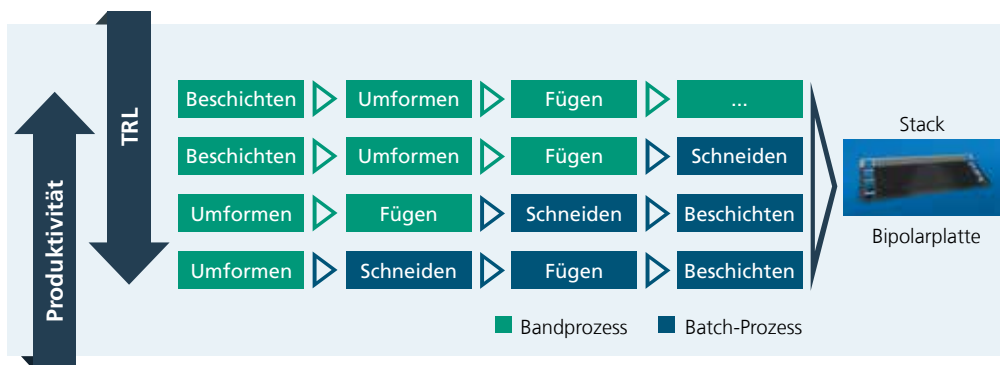 TRL
Produktivität
Beschichten Umformen Fügen ...
Beschichten Umformen Fügen Schneiden
Umformen Fügen Schneiden Beschichten
Umformen Schneiden Fügen Beschichten
Stack
Bipolarplatte
Bandprozess Batch-Prozess